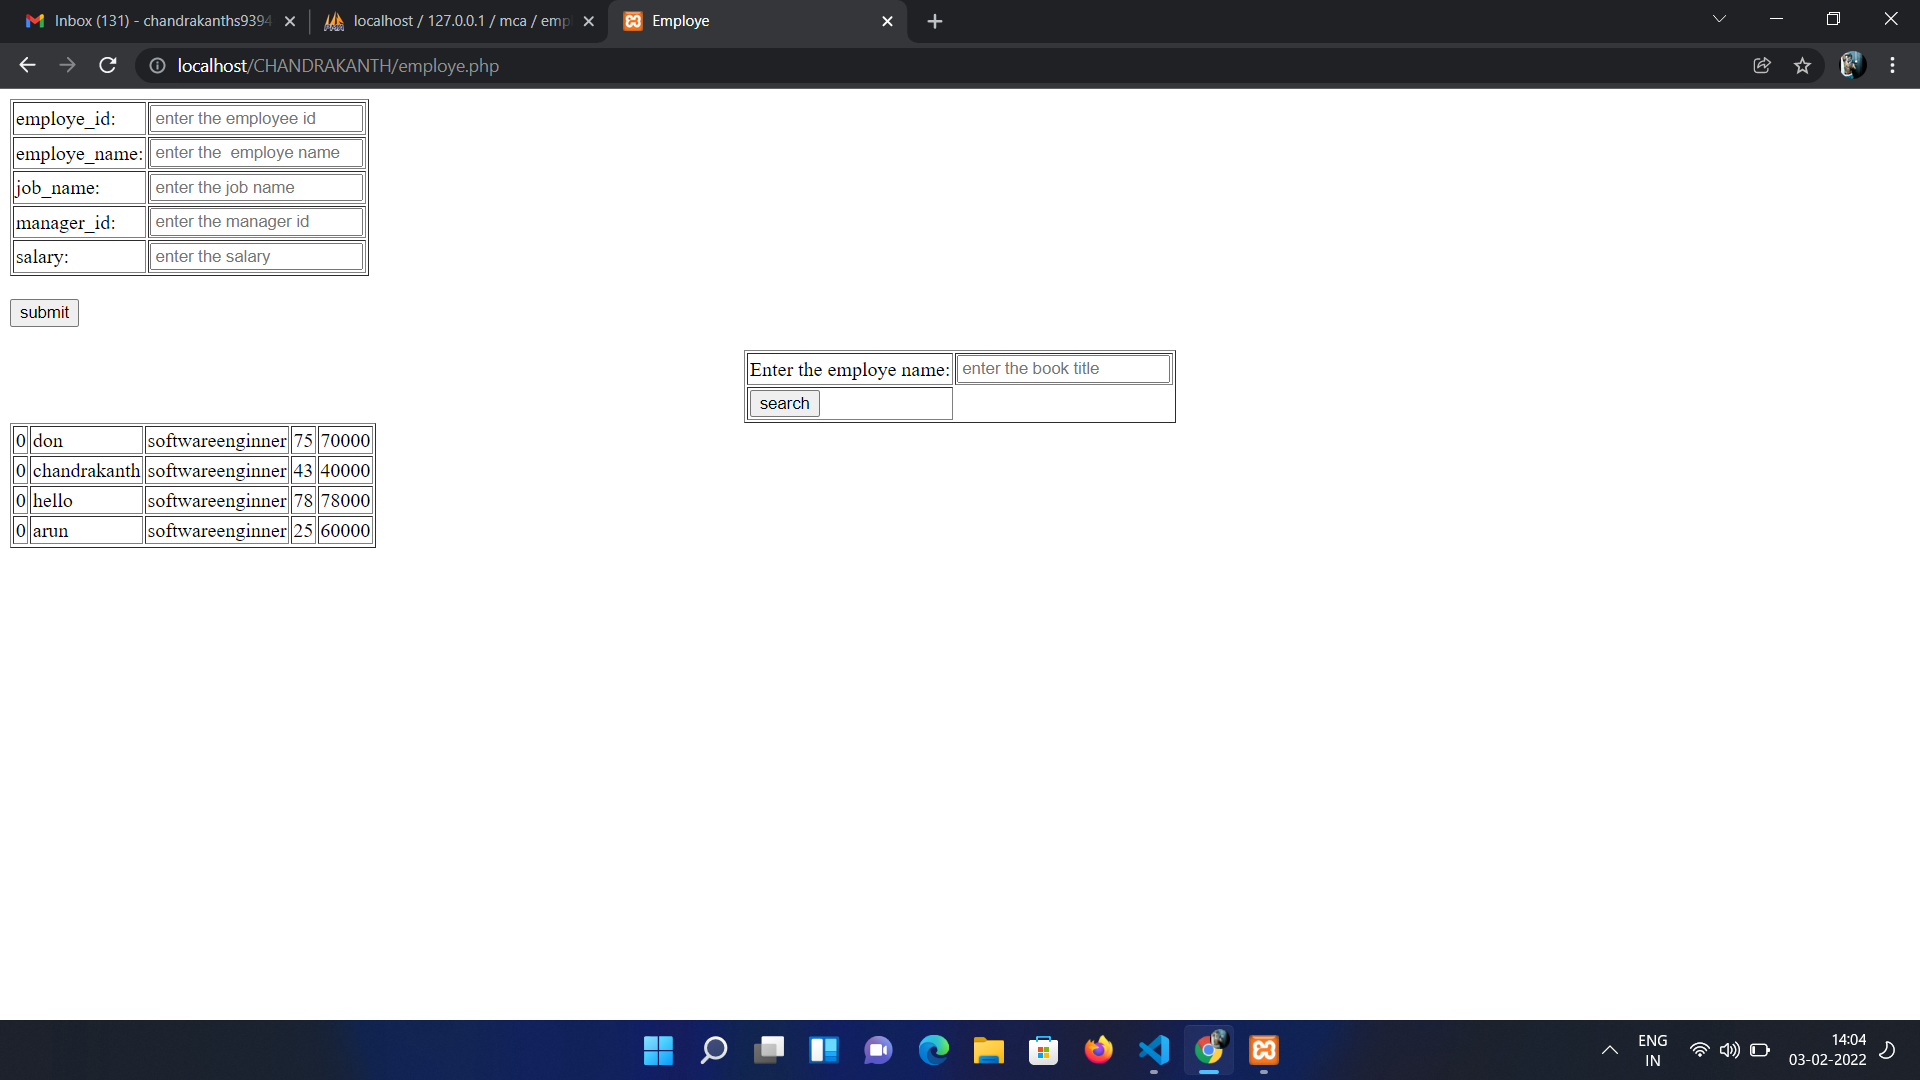 Inbox (131) - chandrakanths9394
localhost / 127.0.0.1 / mca / emp
Employe
localhost/CHANDRAKANTH/employe.php
employe_id: enter the employee id
employe_name: enter the  employe name
job_name: enter the job name
manager_id: enter the manager id
salary: enter the salary
submit
Enter the employe name: enter the book title
search
0 don softwareenginner 75 70000
0 chandrakanth softwareenginner 43 40000
0 hello softwareenginner 78 78000
0 arun softwareenginner 25 60000
ENG
IN
14:04
03-02-2022